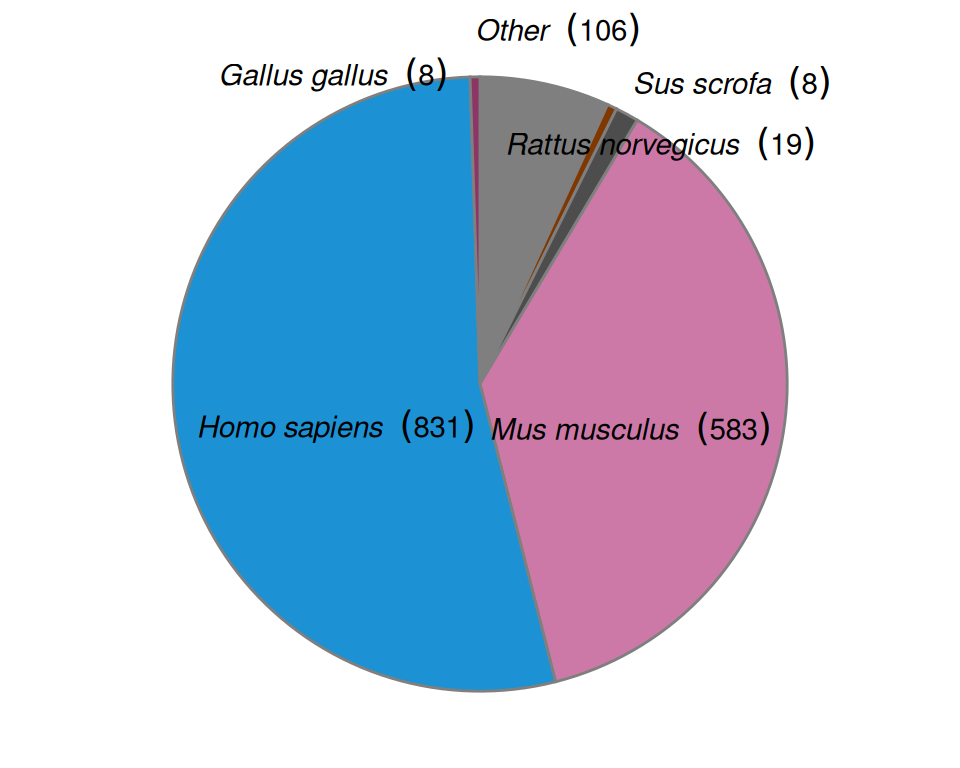 Other (106)
Gallus gallus (8)
Sus scrofa (8)
Rattus norvegicus (19)
Homo sapiens (831)
Mus musculus (583)